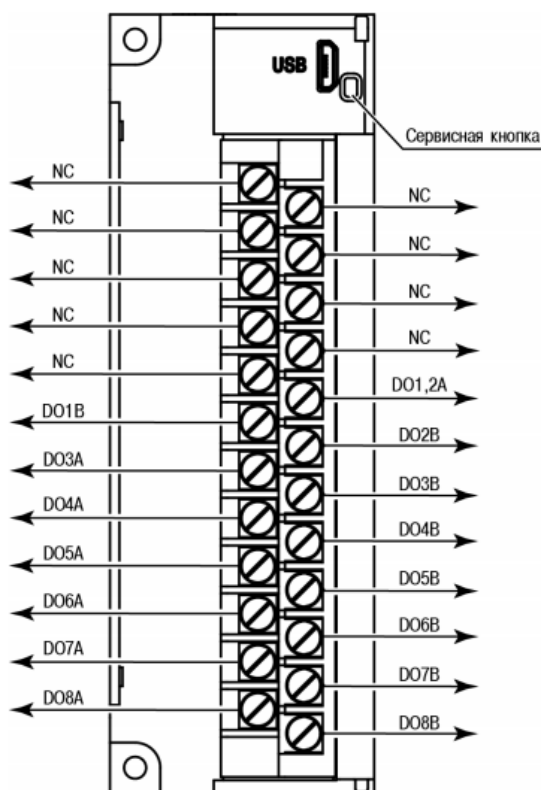 USB
Сервисная кнопка
NC
NC
NC
NC
NC
NC
NC
NC
NC
DO1,2A
DO1B
DO2B
DO3A
DO3B
DO4A
DO4B
DO5A
DO5B
DO6A
DO6B
DO7A
DO7B
DO8A
DO8B